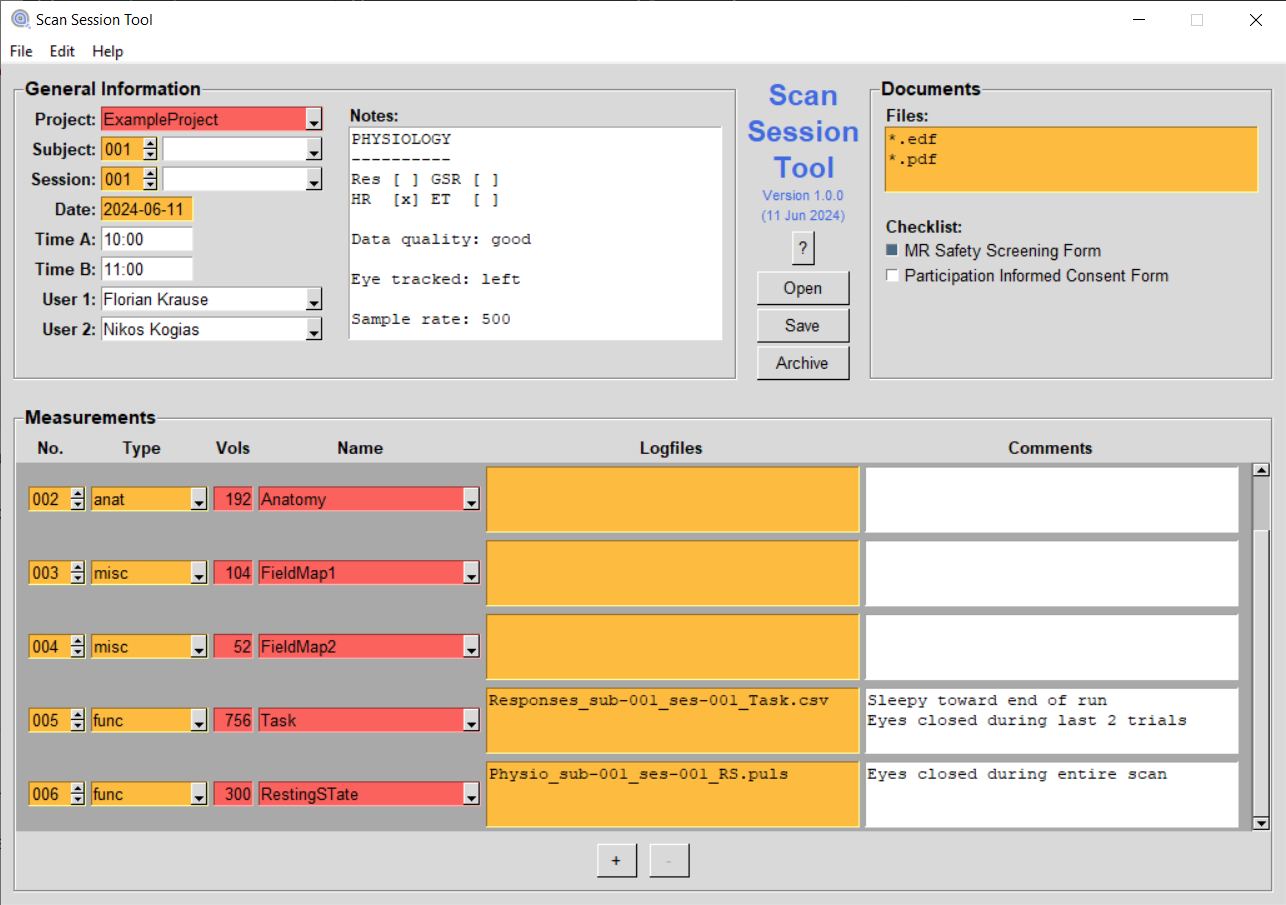 Scan Session Tool
File Edit Help
General Information
Project: ExampleProject
Subject: 001
Session: 001
Date: 2024-06-11
Time A: 10:00
Time B: 11:00
User 1: Florian Krause
User 2: Nikos Kogias
Notes:
PHYSIOLOGY
----------
Res [ ] GSR [ ]
HR [x] ET [ ]
Data quality: good
Eye tracked: left
Sample rate: 500
Scan
Session
Tool
Version 1.0.0
(11 Jun 2024)
?
Open
Save
Archive
Documents
Files:
*.edf
*.pdf
Checklist:
MR Safety Screening Form
Participation Informed Consent Form
Measurements
No. Type Vols Name Logfiles Comments
002 anat 192 Anatomy
003 misc 104 FieldMap1
004 misc 52 FieldMap2
005 func 756 Task Responses_sub-001_ses-001_Task.csv Sleepy toward end of run
Eyes closed during last 2 trials
006 func 300 RestingSTate Physio_sub-001_ses-001_RS.puls Eyes closed during entire scan
+ -